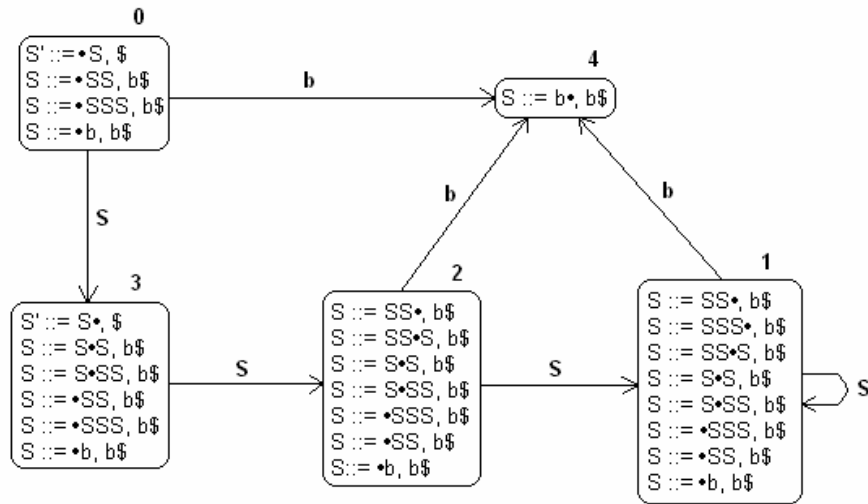 0
S' ::= •S, $
S ::= •SS, b$
S ::= •SSS, b$
S ::= •b, b$
b
4
S ::= b•, b$
S
b
b
3
S' ::= S•, $
S ::= S•S, b$
S ::= S•SS, b$
S ::= •SS, b$
S ::= •SSS, b$
S ::= •b, b$
S
2
S ::= SS•, b$
S ::= SS•S, b$
S ::= S•S, b$
S ::= S•SS, b$
S ::= •SSS, b$
S ::= •SS, b$
S::= •b, b$
S
1
S ::= SS•, b$
S ::= SSS•, b$
S ::= SS•S, b$
S ::= S•S, b$
S ::= S•SS, b$
S ::= •SSS, b$
S ::= •SS, b$
S ::= •b, b$
S